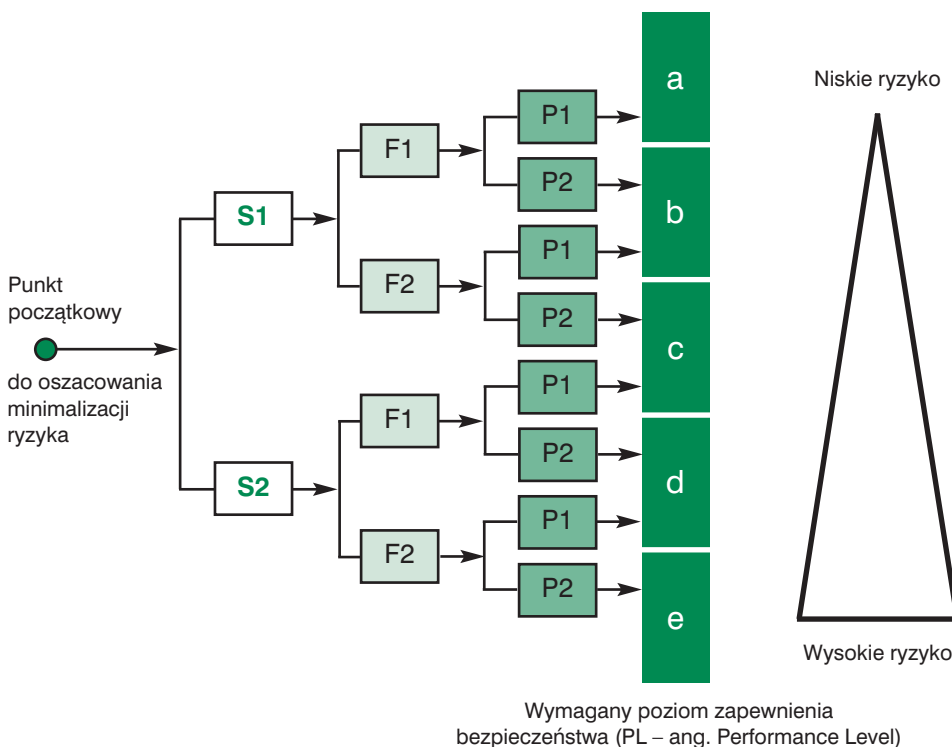 Punkt
początkowy
do oszacowania
minimalizacji
ryzyka
S1
S2
F1
F2
F1
F2
P1
P2
P1
P2
P1
P2
P1
P2
a
b
c
d
e
Niskie ryzyko
Wysokie ryzyko
Wymagany poziom zapewnienia
bezpieczeństwa (PL – ang. Performance Level)